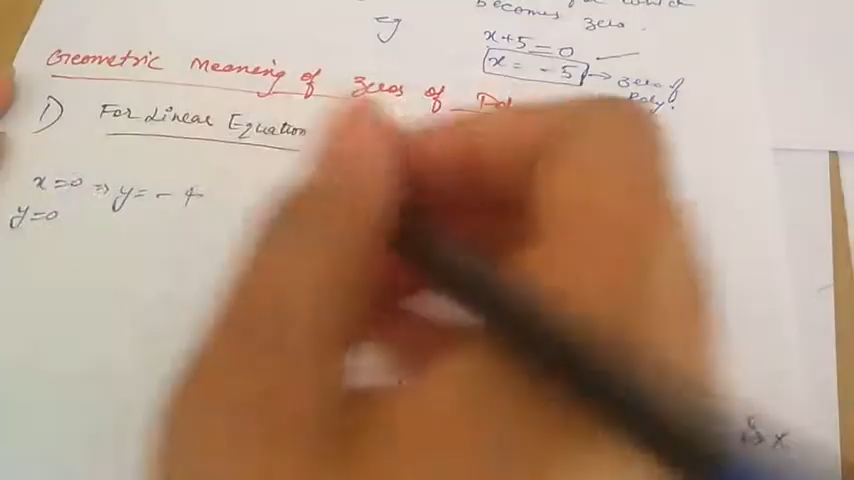 becomes zero.
eg
x+5=0
x=-5 → zero of
Poly.
Geometric Meaning of zeros of
1) For Linear Equation
x=0 ⇒ y=-4
y=0
X